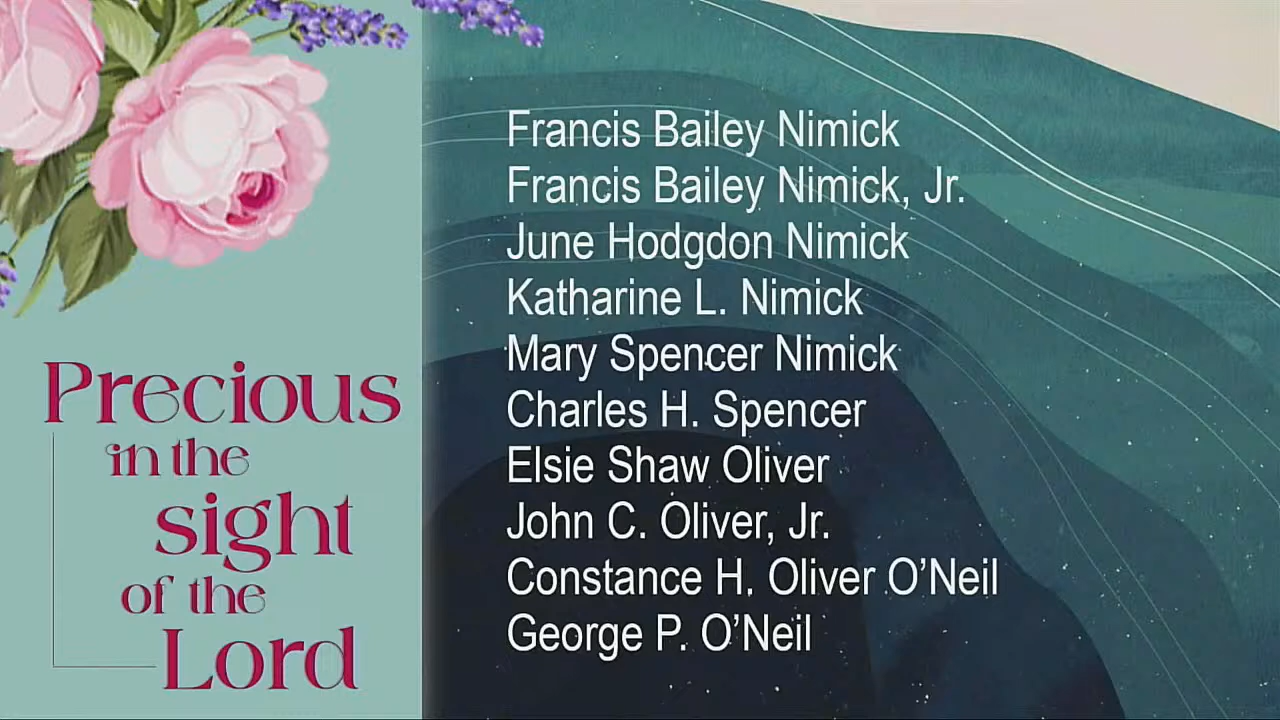 Precious
in the
sight
of the
Lord
Francis Bailey Nimick
Francis Bailey Nimick, Jr.
June Hodgdon Nimick
Katharine L. Nimick
Mary Spencer Nimick
Charles H. Spencer
Elsie Shaw Oliver
John C. Oliver, Jr.
Constance H. Oliver O’Neil
George P. O’Neil